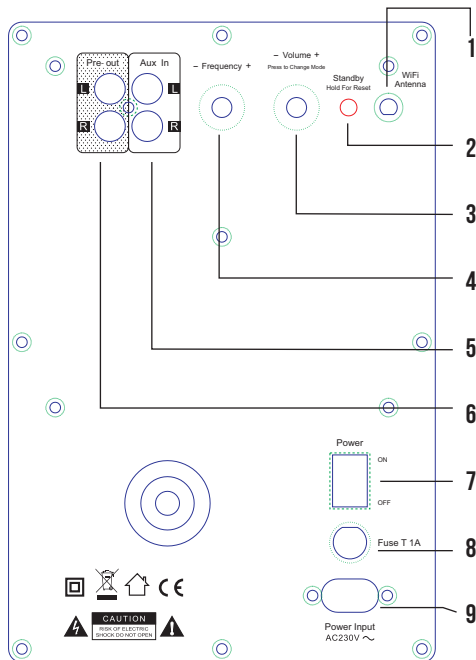 1
Pre- out
Aux In
L
L
R
R
− Frequency +
− Volume +
Press to Change Mode
Standby
Hold For Reset
WiFi
Antenna
2
3
4
5
6
Power
ON
OFF
7
Fuse T 1A
8
Power Input
AC230V ～
9
CE
CAUTION
RISK OF ELECTRIC
SHOCK DO NOT OPEN